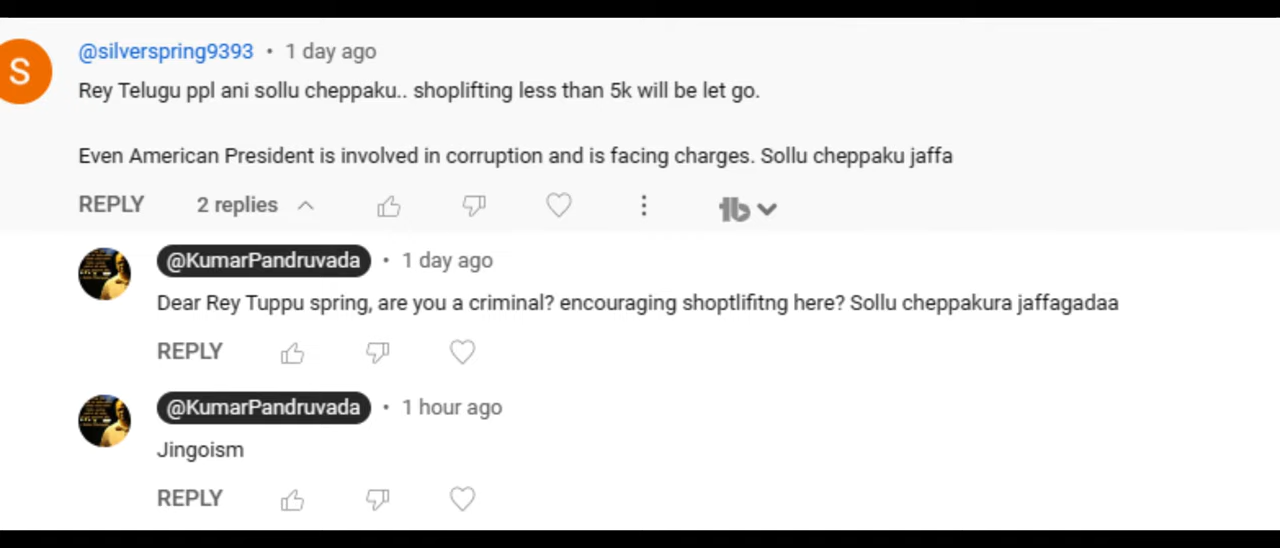 S
@silverspring9393 • 1 day ago
Rey Telugu ppl ani sollu cheppaku.. shoplifting less than 5k will be let go.
Even American President is involved in corruption and is facing charges. Sollu cheppaku jaffa
REPLY 2 replies
@KumarPandruvada • 1 day ago
Dear Rey Tuppu spring, are you a criminal? encouraging shoptlifitng here? Sollu cheppakura jaffagadaa
REPLY
@KumarPandruvada • 1 hour ago
Jingoism
REPLY